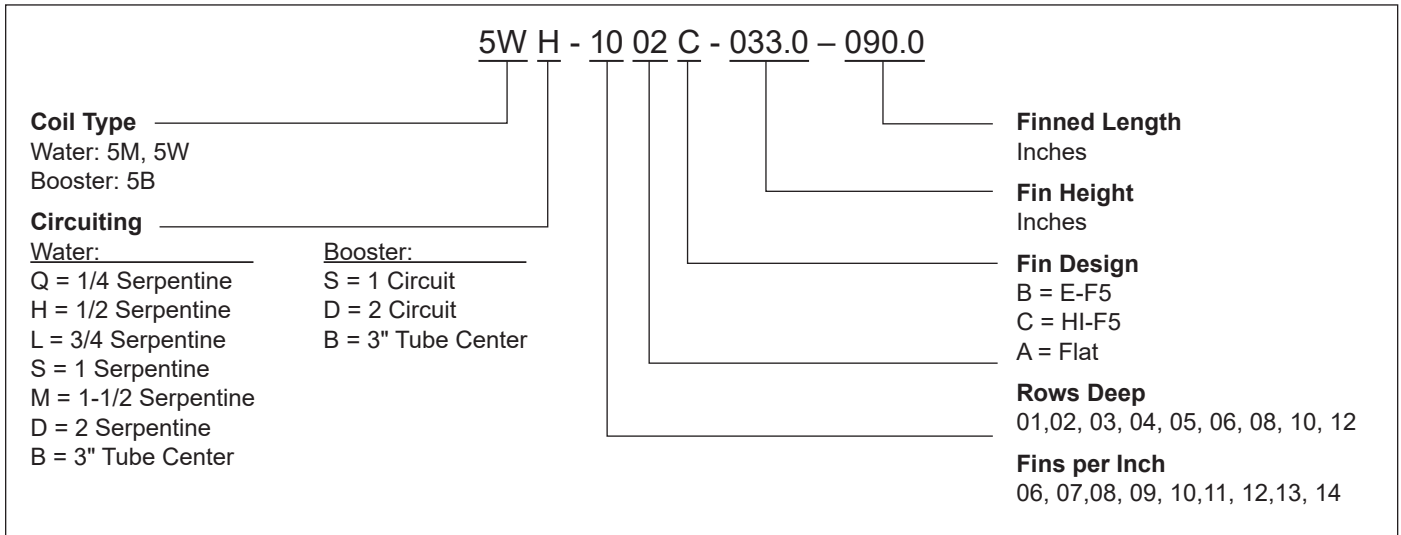 5W H - 10 02 C - 033.0 – 090.0
Coil Type
Water: 5M, 5W
Booster: 5B
Circuiting
Water:
Q = 1/4 Serpentine
H = 1/2 Serpentine
L = 3/4 Serpentine
S = 1 Serpentine
M = 1-1/2 Serpentine
D = 2 Serpentine
B = 3" Tube Center
Booster:
S = 1 Circuit
D = 2 Circuit
B = 3" Tube Center
Finned Length
Inches
Fin Height
Inches
Fin Design
B = E-F5
C = HI-F5
A = Flat
Rows Deep
01,02, 03, 04, 05, 06, 08, 10, 12
Fins per Inch
06, 07,08, 09, 10,11, 12,13, 14